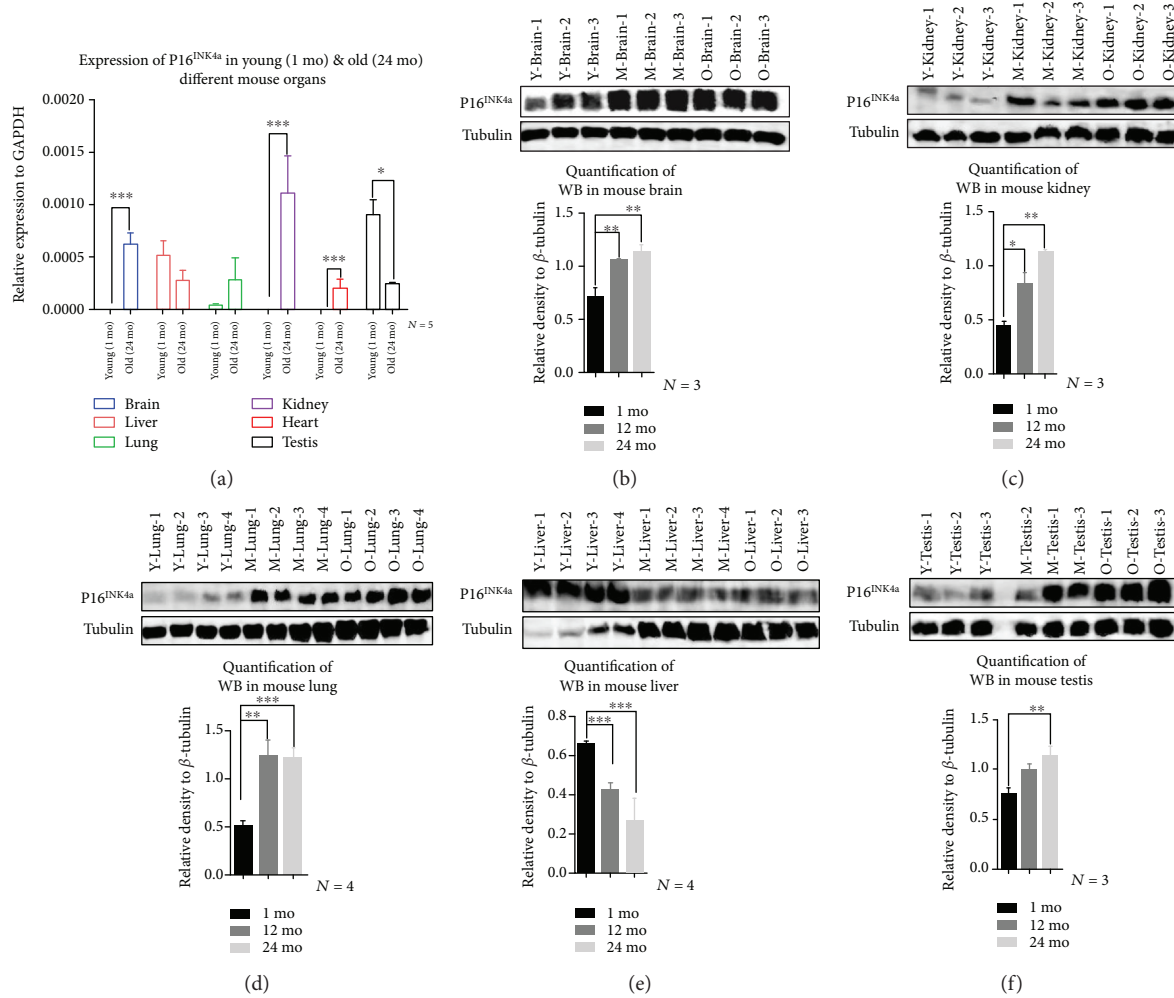 Expression of P16INK4a in young (1 mo) & old (24 mo)
different mouse organs
Relative expression to GAPDH
0.0020
0.0015
0.0010
0.0005
0.0000
***
***
***
*
Young (1 mo)
Old (24 mo)
Young (1 mo)
Old (24 mo)
Young (1 mo)
Old (24 mo)
Young (1 mo)
Old (24 mo)
Young (1 mo)
Old (24 mo)
Young (1 mo)
Old (24 mo)
N = 5
Brain
Liver
Lung
Kidney
Heart
Testis
(a)
Y-Brain-1
Y-Brain-2
Y-Brain-3
M-Brain-1
M-Brain-2
M-Brain-3
O-Brain-1
O-Brain-2
O-Brain-3
P16INK4a
Tubulin
Quantification of
WB in mouse brain
Relative density to β-tubulin
1.5
1.0
0.5
0.0
**
**
N = 3
1 mo
12 mo
24 mo
(b)
Y-Kidney-1
Y-Kidney-2
Y-Kidney-3
M-Kidney-1
M-Kidney-2
M-Kidney-3
O-Kidney-1
O-Kidney-2
O-Kidney-3
P16INK4a
Tubulin
Quantification of
WB in mouse kidney
Relative density to β-tubulin
1.5
1.0
0.5
0.0
**
*
N = 3
1 mo
12 mo
24 mo
(c)
Y-Lung-1
Y-Lung-2
Y-Lung-3
Y-Lung-4
M-Lung-1
M-Lung-2
M-Lung-3
M-Lung-4
O-Lung-1
O-Lung-2
O-Lung-3
O-Lung-4
P16INK4a
Tubulin
Quantification of
WB in mouse lung
Relative density to β-tubulin
1.5
1.0
0.5
0.0
***
**
N = 4
1 mo
12 mo
24 mo
(d)
Y-Liver-1
Y-Liver-2
Y-Liver-3
Y-Liver-4
M-Liver-1
M-Liver-2
M-Liver-3
M-Liver-4
O-Liver-1
O-Liver-2
O-Liver-3
P16INK4a
Tubulin
Quantification of
WB in mouse liver
Relative density to β-tubulin
0.8
0.6
0.4
0.2
0.0
***
***
N = 4
1 mo
12 mo
24 mo
(e)
Y-Testis-1
Y-Testis-2
Y-Testis-3
M-Testis-2
M-Testis-1
M-Testis-3
O-Testis-1
O-Testis-2
O-Testis-3
P16INK4a
Tubulin
Quantification of
WB in mouse testis
Relative density to β-tubulin
1.5
1.0
0.5
0.0
**
N = 3
1 mo
12 mo
24 mo
(f)